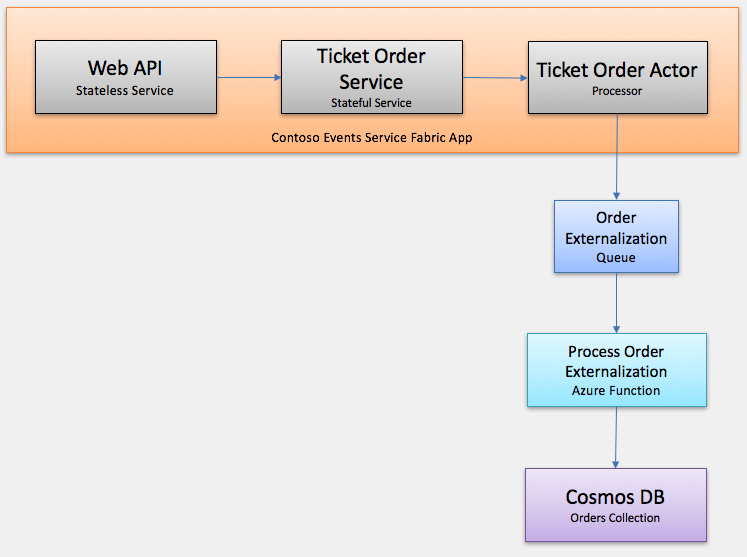 Web API
Stateless Service
Ticket Order
Service
Stateful Service
Ticket Order Actor
Processor
Contoso Events Service Fabric App
Order
Externalization
Queue
Process Order
Externalization
Azure Function
Cosmos DB
Orders Collection